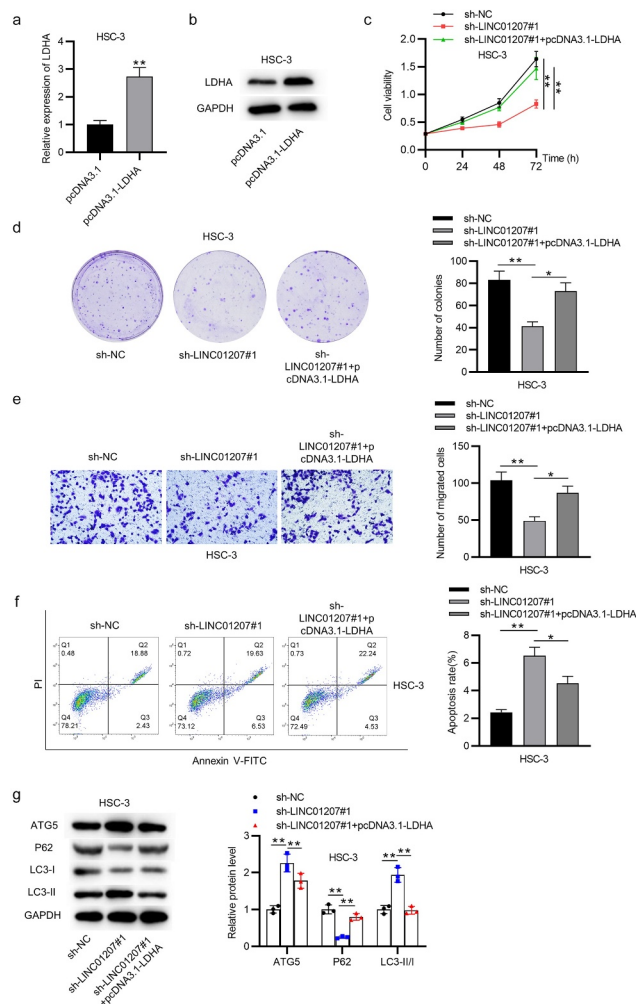 a
HSC-3
Relative expression of LDHA
4
3
2
1
0
**
pcDNA3.1
pcDNA3.1-LDHA
b
HSC-3
LDHA
GAPDH
pcDNA3.1
pcDNA3.1-LDHA
c
sh-NC
sh-LINC01207#1
sh-LINC01207#1+pcDNA3.1-LDHA
HSC-3
Cell viability
2.0
1.5
1.0
0.5
0.0
0 24 48 72
Time (h)
**
**
d
HSC-3
sh-NC
sh-LINC01207#1
sh-
LINC01207#1+p
cDNA3.1-LDHA
sh-NC
sh-LINC01207#1
sh-LINC01207#1+pcDNA3.1-LDHA
Number of colonies
100
80
60
40
20
0
** *
HSC-3
e
sh-NC
sh-LINC01207#1
sh-
LINC01207#1+p
cDNA3.1-LDHA
HSC-3
sh-NC
sh-LINC01207#1
sh-LINC01207#1+pcDNA3.1-LDHA
Number of migrated cells
150
100
50
0
** *
HSC-3
f
sh-NC
sh-LINC01207#1
sh-
LINC01207#1+p
cDNA3.1-LDHA
PI
Q1
0.48
Q2
18.88
Q4
78.21
Q3
2.43
Q1
0.72
Q2
19.63
Q4
73.12
Q3
6.53
Q1
0.73
Q2
22.24
Q4
72.49
Q3
4.53
HSC-3
Annexin V-FITC
sh-NC
sh-LINC01207#1
sh-LINC01207#1+pcDNA3.1-LDHA
Apoptosis rate(%)
8
6
4
2
0
** *
HSC-3
g
HSC-3
ATG5
P62
LC3-I
LC3-II
GAPDH
sh-NC
sh-LINC01207#1
sh-LINC01207#1
+pcDNA3.1-LDHA
sh-NC
sh-LINC01207#1
sh-LINC01207#1+pcDNA3.1-LDHA
HSC-3
Relative protein level
3
2
1
0
** **
** **
** **
ATG5 P62 LC3-II/I